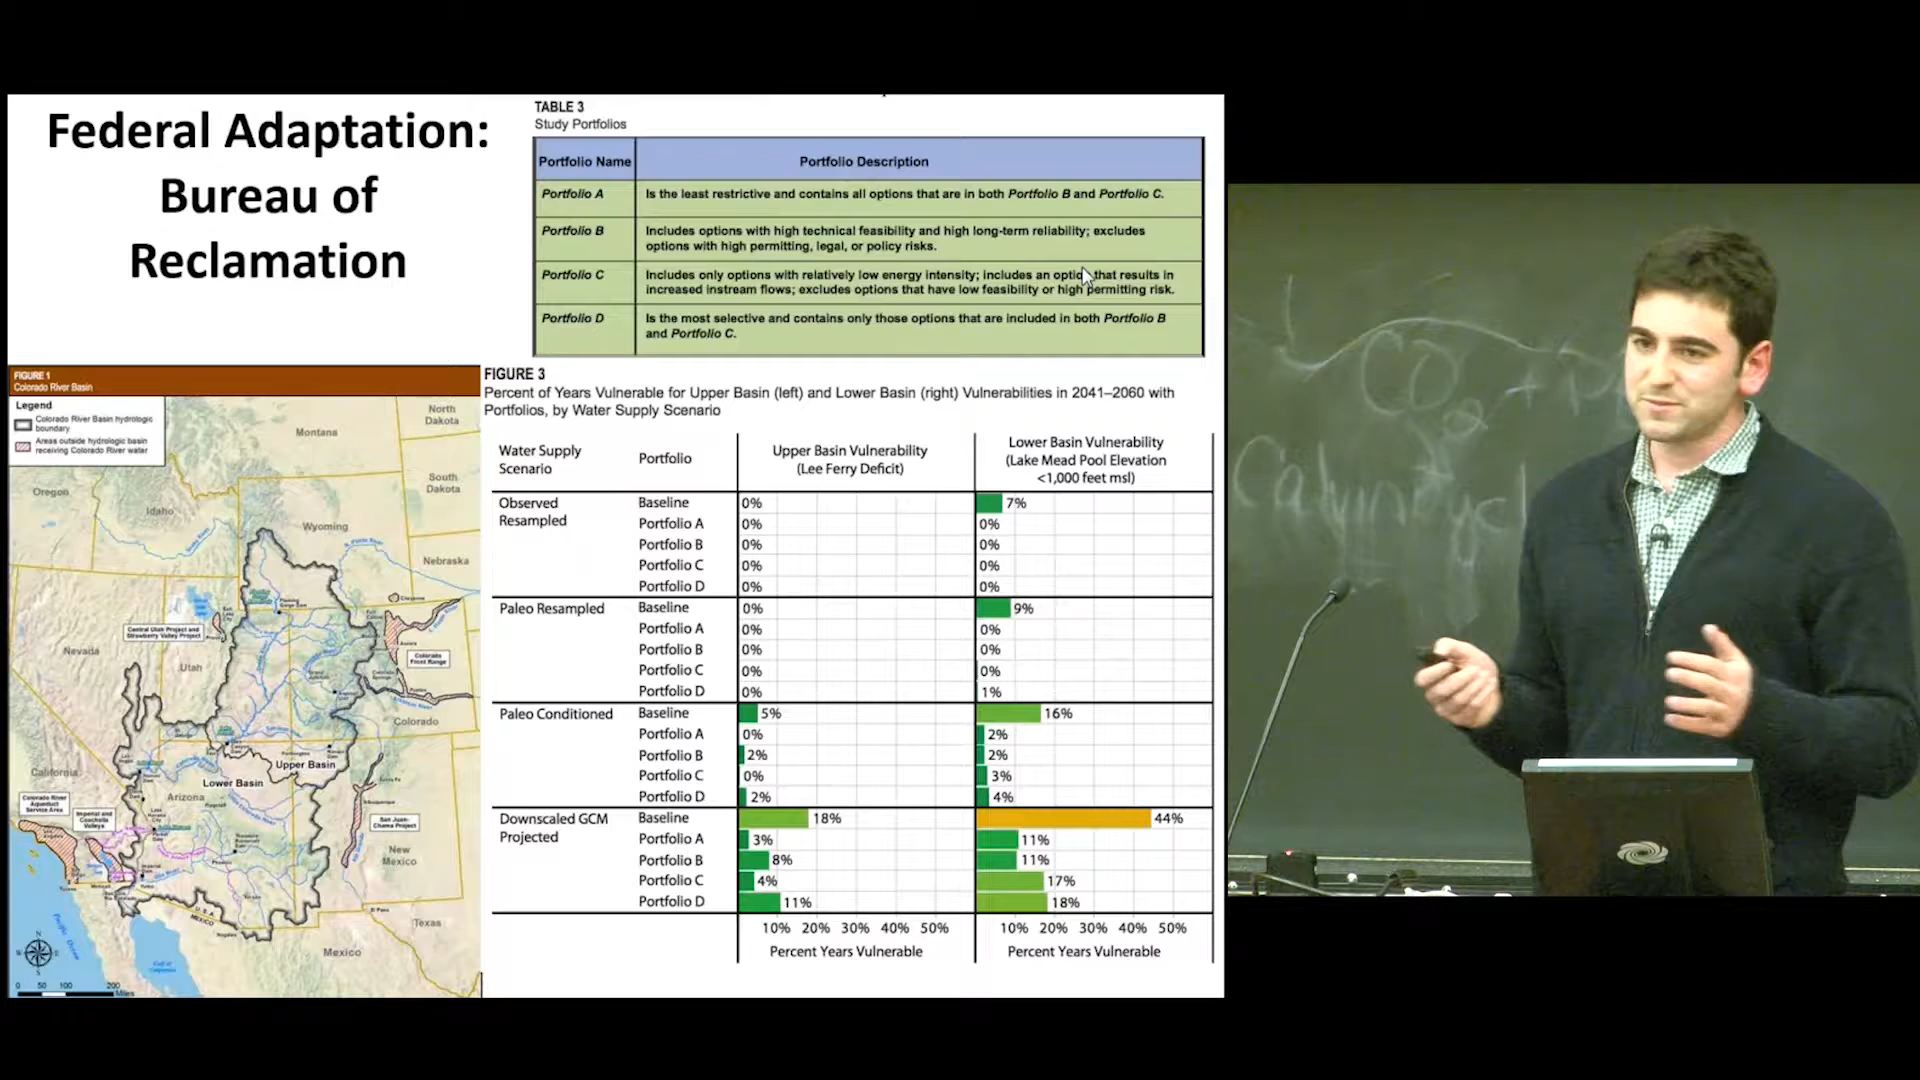 Federal Adaptation:
Bureau of
Reclamation
TABLE 3
Study Portfolios
Portfolio Name Portfolio Description
Portfolio A Is the least restrictive and contains all options that are in both Portfolio B and Portfolio C.
Portfolio B Includes options with high technical feasibility and high long-term reliability; excludes
options with high permitting, legal, or policy risks.
Portfolio C Includes only options with relatively low energy intensity; includes an option that results in
increased instream flows; excludes options that have low feasibility or high permitting risk.
Portfolio D Is the most selective and contains only those options that are included in both Portfolio B
and Portfolio C.
FIGURE 1
Colorado River Basin
Legend
Colorado River Basin hydrologic
boundary
Areas outside hydrologic basin
receiving Colorado River water
North
Dakota
Montana
South
Dakota
Oregon
Idaho
Wyoming
Nebraska
Central Utah Project and
Strawberry Valley Project
Nevada
Utah
Colorado
Front Range
Colorado
Upper Basin
California
Lower Basin
Arizona
Colorado River
Aqueduct
Service Area
Imperial and
Coachella
Valleys
San Juan-
Chama Project
New
Mexico
Texas
Mexico
U.S.A.
MEXICO
N
0 50 100 200
Miles
FIGURE 3
Percent of Years Vulnerable for Upper Basin (left) and Lower Basin (right) Vulnerabilities in 2041–2060 with
Portfolios, by Water Supply Scenario
Water Supply
Scenario
Portfolio
Upper Basin Vulnerability
(Lee Ferry Deficit)
Lower Basin Vulnerability
(Lake Mead Pool Elevation
<1,000 feet msl)
Observed
Resampled
Baseline 0% 7%
Portfolio A 0% 0%
Portfolio B 0% 0%
Portfolio C 0% 0%
Portfolio D 0% 0%
Paleo Resampled Baseline 0% 9%
Portfolio A 0% 0%
Portfolio B 0% 0%
Portfolio C 0% 0%
Portfolio D 0% 1%
Paleo Conditioned Baseline 5% 16%
Portfolio A 0% 2%
Portfolio B 2% 2%
Portfolio C 0% 3%
Portfolio D 2% 4%
Downscaled GCM
Projected
Baseline 18% 44%
Portfolio A 3% 11%
Portfolio B 8% 11%
Portfolio C 4% 17%
Portfolio D 11% 18%
10% 20% 30% 40% 50% 10% 20% 30% 40% 50%
Percent Years Vulnerable Percent Years Vulnerable
CO2 +